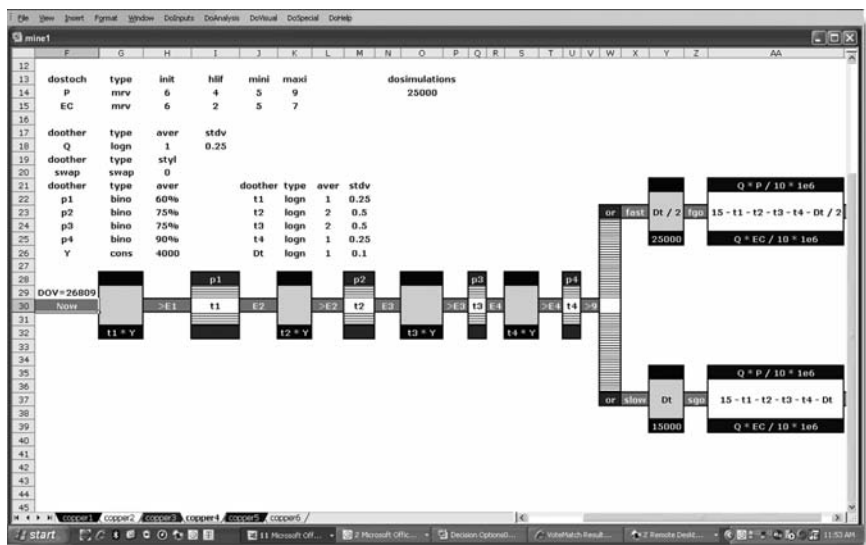 File View Insert Format Window DoInputs DoAnalysis DoVisual DoSpecial DoHelp
mine1
F G H I J K L M N O P Q R S T U V W X Y Z AA
12
13 dostoch type init hlif mini maxi dosimulations
14 P mrv 6 4 5 9 25000
15 EC mrv 6 2 5 7
16
17 doother type aver stdv
18 Q logn 1 0.25
19 doother type styl
20 swap swap 0
21 doother type aver doother type aver stdv
22 p1 bino 60% t1 logn 1 0.25 Q * P / 10 * 1e6
23 p2 bino 75% t2 logn 2 0.5 or fast Dt / 2 fgo 15 - t1 - t2 - t3 - t4 - Dt / 2
24 p3 bino 75% t3 logn 2 0.5
25 p4 bino 90% t4 logn 1 0.25 25000 Q * EC / 10 * 1e6
26 Y cons 4000 Dt logn 1 0.1
27
28 p1 p2 p3 p4
29 DOV=26809
30 Now >E1 t1 E2 t2 E3 >E3 t3 E4 >E4 t4 >9
31
32 t1 * Y t2 * Y t3 * Y t4 * Y
33
34
35 Q * P / 10 * 1e6
36
37 or slow Dt sgo 15 - t1 - t2 - t3 - t4 - Dt
38
39 15000 Q * EC / 10 * 1e6
40
41
42
43
44
45
copper1 copper2 copper3 copper4 copper5 copper6
start 11 Microsoft Off... 2 Microsoft Offic... Decision OptionsD... VoteMatch Result... 2 Remote Deskt... 11:53 AM